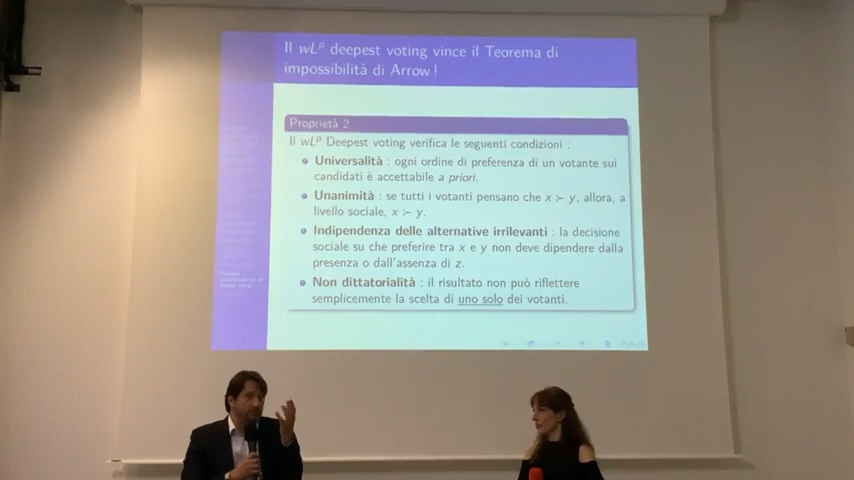 Il wLᵖ deepest voting vince il Teorema di
impossibilità di Arrow !
Proprietà 2
Il wLᵖ Deepest voting verifica le seguenti condizioni :
Universalità : ogni ordine di preferenza di un votante sui
candidati è accettabile a priori.
Unanimità : se tutti i votanti pensano che x ≻ y, allora, a
livello sociale, x ≻ y.
Indipendenza delle alternative irrilevanti : la decisione
sociale su che preferire tra x e y non deve dipendere dalla
presenza o dall'assenza di z.
Non dittatorialità : il risultato non può riflettere
semplicemente la scelta di uno solo dei votanti.